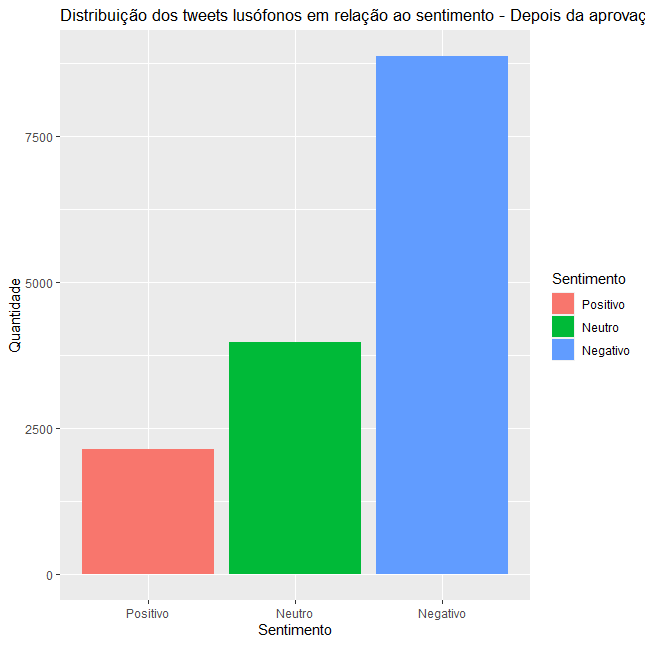 Distribuição dos tweets lusófonos em relação ao sentimento - Depois da
Quantidade
7500
5000
2500
0
Positivo
Neutro
Negativo
Sentimento
Sentimento
Positivo
Neutro
Negativo